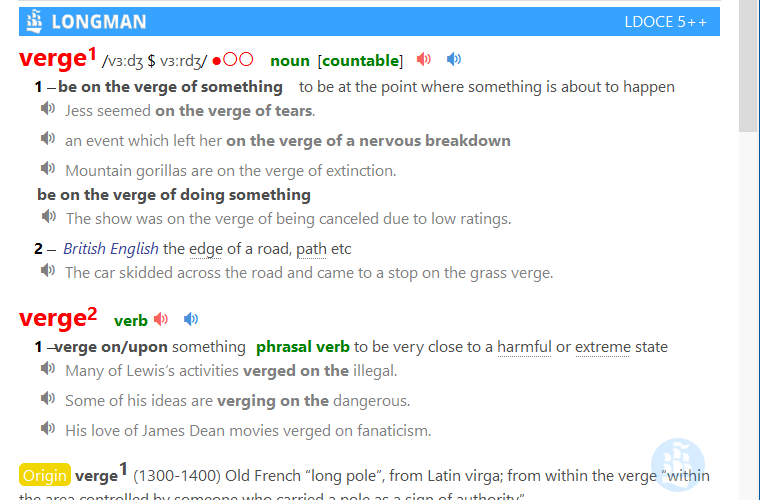 LONGMAN LDOCE 5++
verge1 /vɜːdʒ $ vɜːrdʒ/ ●○○ noun [countable]
1 – be on the verge of something to be at the point where something is about to happen
Jess seemed on the verge of tears.
an event which left her on the verge of a nervous breakdown
Mountain gorillas are on the verge of extinction.
be on the verge of doing something
The show was on the verge of being canceled due to low ratings.
2 – British English the edge of a road, path etc
The car skidded across the road and came to a stop on the grass verge.
verge2 verb
1 –verge on/upon something phrasal verb to be very close to a harmful or extreme state
Many of Lewis's activities verged on the illegal.
Some of his ideas are verging on the dangerous.
His love of James Dean movies verged on fanaticism.
Origin verge1 (1300-1400) Old French “long pole”, from Latin virga; from within the verge “within
the area controlled by someone who carried a pole as a sign of authority”